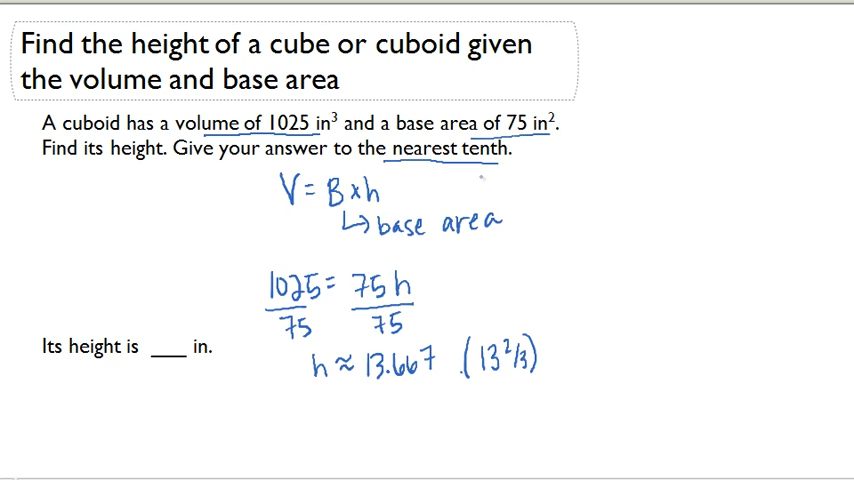 Find the height of a cube or cuboid given
the volume and base area
A cuboid has a volume of 1025 in³ and a base area of 75 in².
Find its height. Give your answer to the nearest tenth.
V = B × h
↳ base area
1025 = 75 h
75 75
Its height is ___ in.
h ≈ 13.667 (13 2/3)